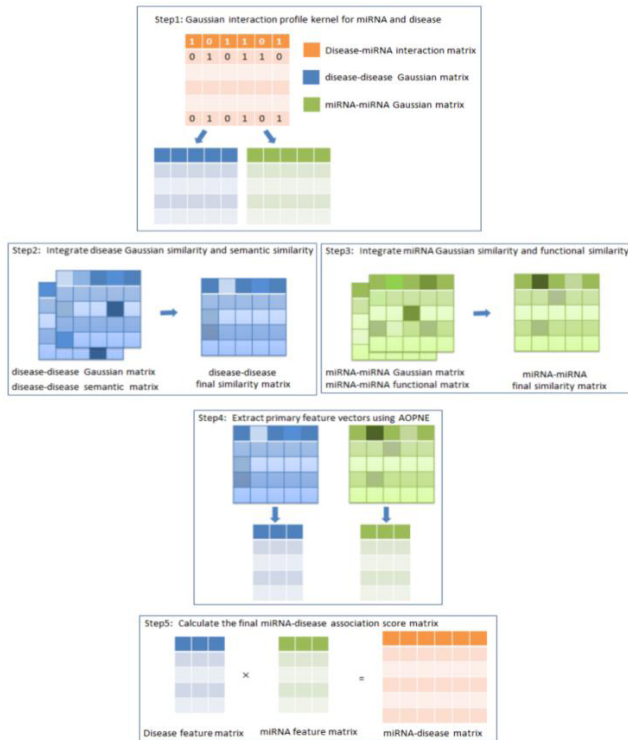 Step1: Gaussian interaction profile kernel for miRNA and disease
1 0 1 1 0 1
0 1 0 1 1 0
0 1 0 1 0 1
Disease-miRNA interaction matrix
disease-disease Gaussian matrix
miRNA-miRNA Gaussian matrix
Step2: Integrate disease Gaussian similarity and semantic similarity
disease-disease Gaussian matrix
disease-disease semantic matrix
disease-disease
final similarity matrix
Step3: Integrate miRNA Gaussian similarity and functional similarity
miRNA-miRNA Gaussian matrix
miRNA-miRNA functional matrix
miRNA-miRNA
final similarity matrix
Step4: Extract primary feature vectors using AOPNE
Step5: Calculate the final miRNA-disease association score matrix
× =
Disease feature matrix miRNA feature matrix miRNA-disease matrix